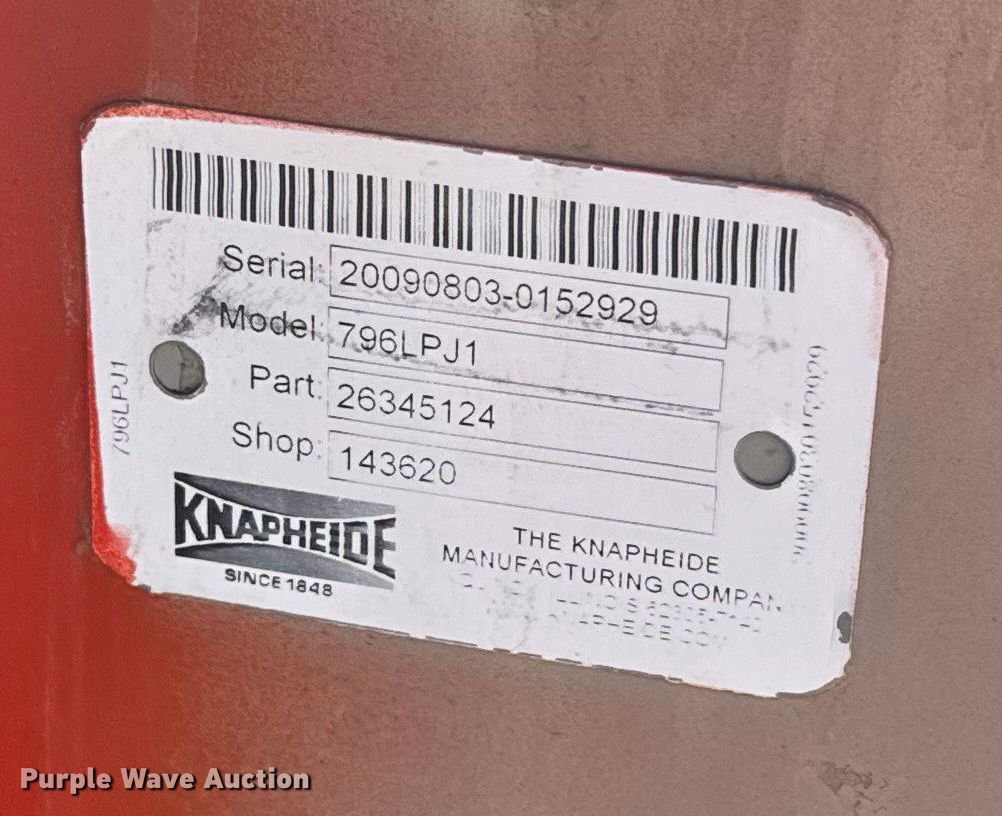 Serial: 20090803-0152929
Model: 796LPJ1
Part: 26345124
Shop: 143620
796LPJ1
KNAPHEIDE
SINCE 1848
THE KNAPHEIDE
MANUFACTURING COMPAN
Purple Wave Auction